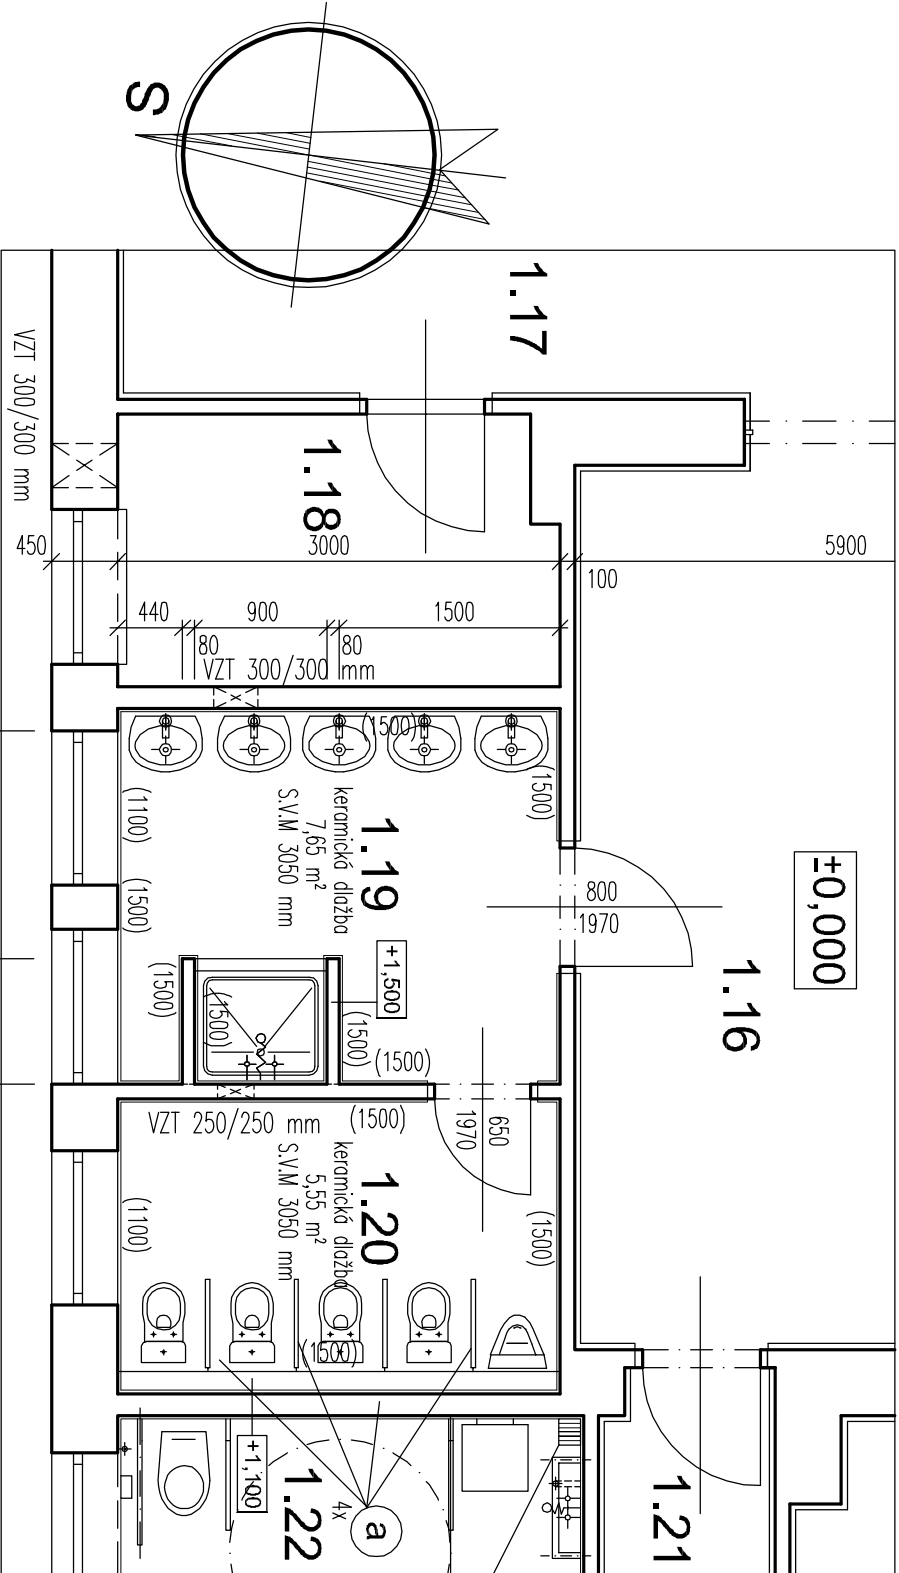 S
1.17
VZT 300/300 mm
1.18
450
3000
5900
100
440
900
1500
80
80
VZT 300/300 mm
(1500)
(1500)
(1100)
1.19
keramická dlažba
7,65 m²
S.V.M 3050 mm
(1500)
800
1970
±0,000
1.16
+1,500
(1500)
(1500)
(1500)
(1500)
VZT 250/250 mm
(1500)
650
1970
1.20
keramická dlažba
5,55 m²
S.V.M 3050 mm
(1100)
(1500)
(1500)
+1,100
1.22
4x
a
1.21